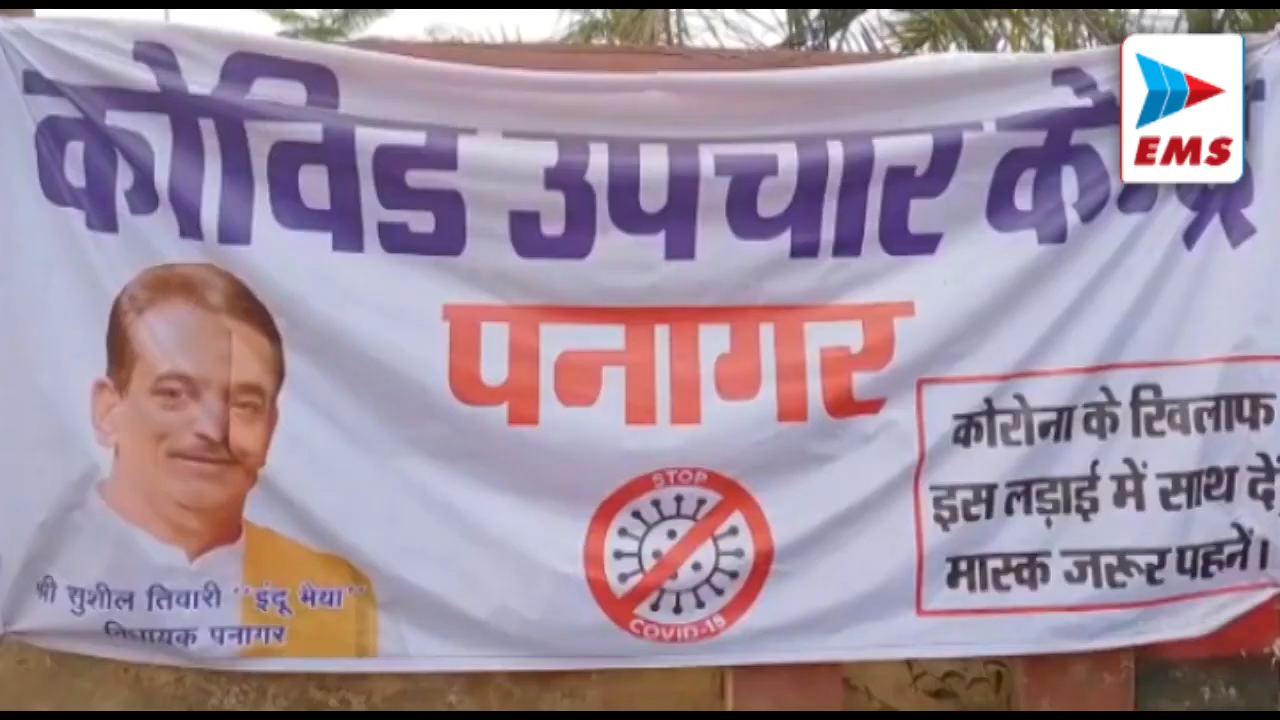 कोविड उपचार
EMS
पनागर
STOP
COVID-19
कोरोना के खिलाफ
इस लड़ाई में साथ दें
मास्क जरूर पहनें।
श्री सुशील तिवारी "इंदू भैया"
विधायक पनागर